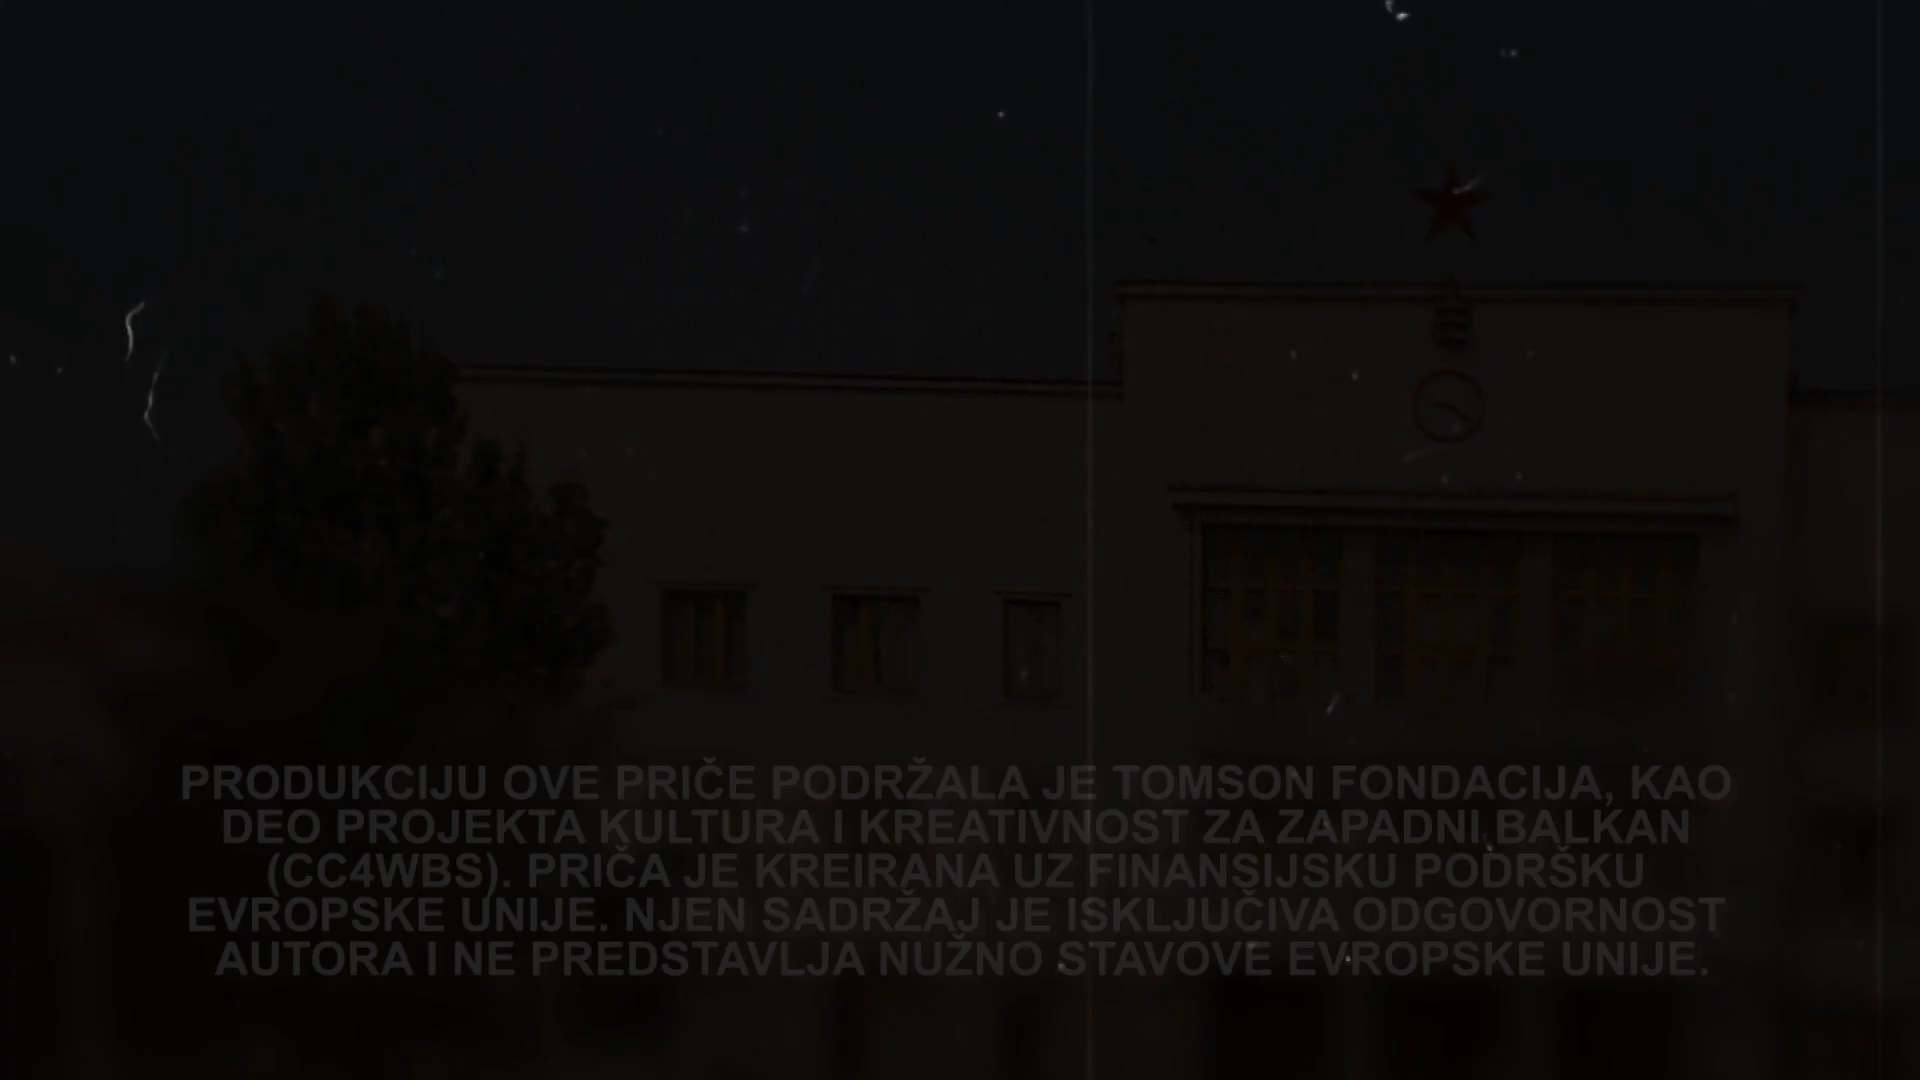 PRODUKCIJU OVE PRIČE PODRŽALA JE TOMSON FONDACIJA, KAO
DEO PROJEKTA KULTURA I KREATIVNOST ZA ZAPADNI BALKAN
(CC4WBS). PRIČA JE KREIRANA UZ FINANSIJSKU PODRŠKU
EVROPSKE UNIJE. NJEN SADRŽAJ JE ISKLJUČIVA ODGOVORNOST
AUTORA I NE PREDSTAVLJA NUŽNO STAVOVE EVROPSKE UNIJE.